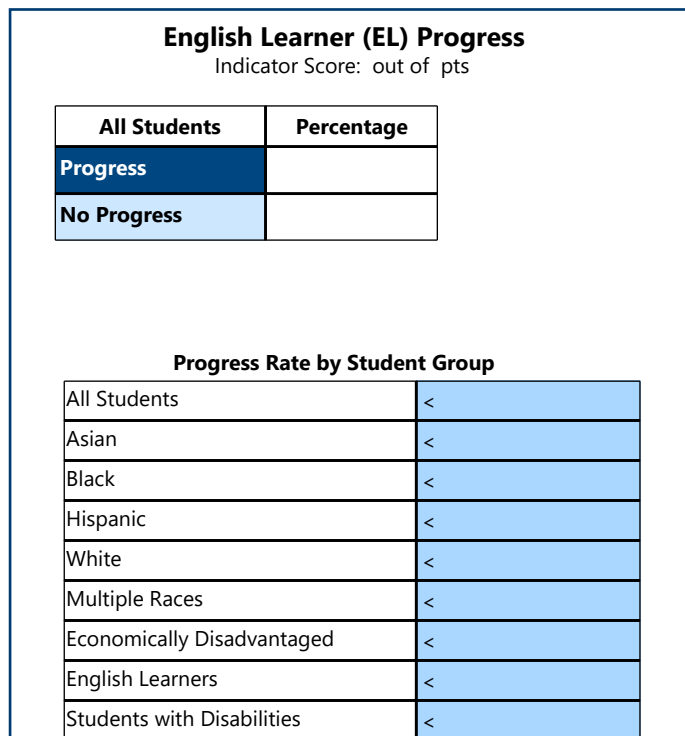 English Learner (EL) Progress
Indicator Score: out of pts
All Students Percentage
Progress
No Progress
Progress Rate by Student Group
All Students <
Asian <
Black <
Hispanic <
White <
Multiple Races <
Economically Disadvantaged <
English Learners <
Students with Disabilities <